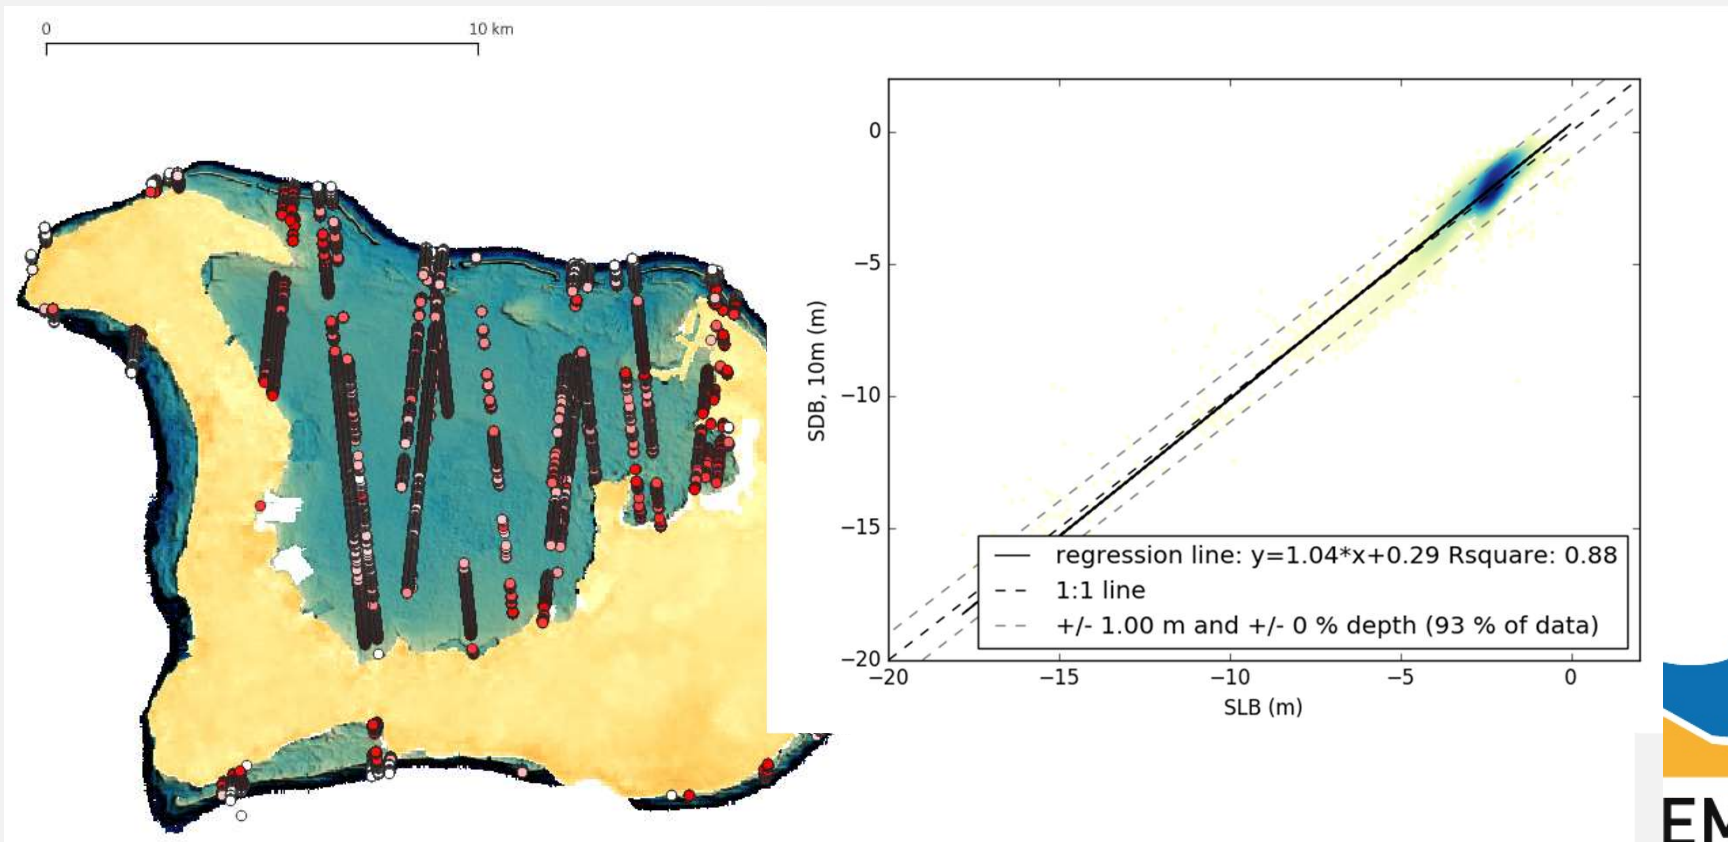 0 10 km
0
−5
−10
−15
−20
SDB, 10m (m)
regression line: y=1.04*x+0.29 Rsquare: 0.88
1:1 line
+/- 1.00 m and +/- 0 % depth (93 % of data)
−20 −15 −10 −5 0
SLB (m)
EM